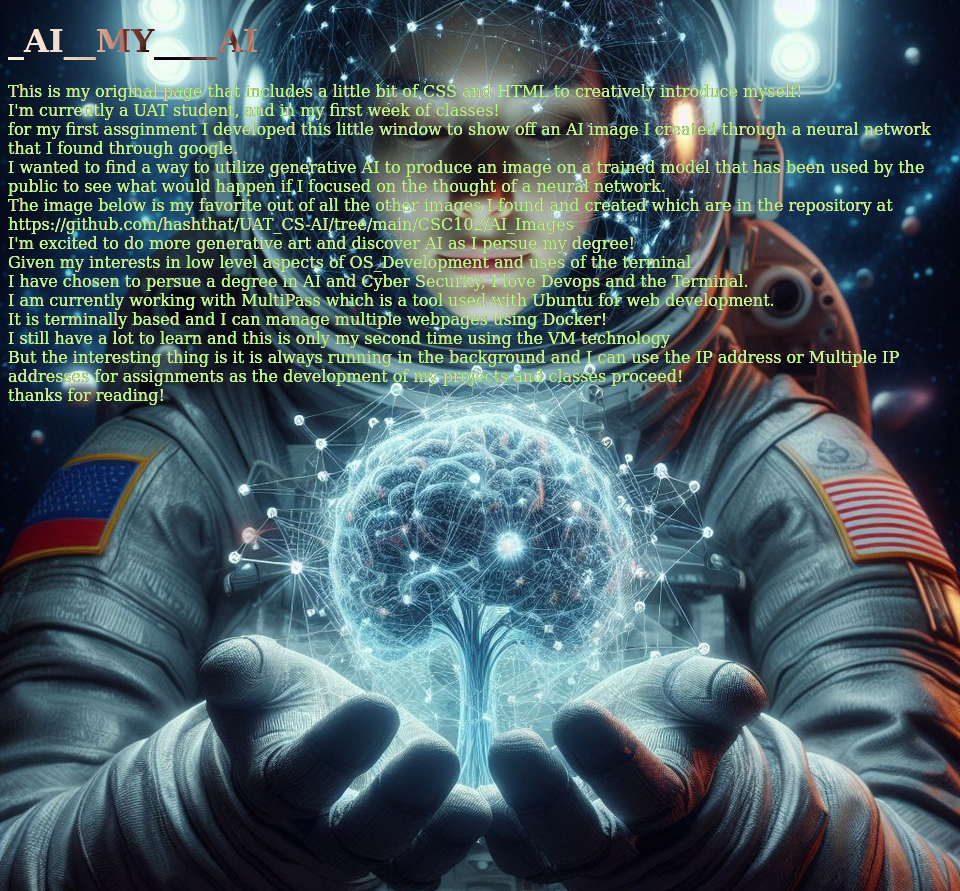 _AI__MY____AI
This is my original page that includes a little bit of CSS and HTML to creatively introduce myself!
I'm currently a UAT student, and in my first week of classes!
for my first assginment I developed this little window to show off an AI image I created through a neural network
that I found through google.
I wanted to find a way to utilize generative AI to produce an image on a trained model that has been used by the
public to see what would happen if I focused on the thought of a neural network.
The image below is my favorite out of all the other images I found and created which are in the repository at
https://github.com/hashthat/UAT_CS-AI/tree/main/CSC102/AI_Images
I'm excited to do more generative art and discover AI as I persue my degree!
Given my interests in low level aspects of OS Development and uses of the terminal
I have chosen to persue a degree in AI and Cyber Security, I love Devops and the Terminal.
I am currently working with MultiPass which is a tool used with Ubuntu for web development.
It is terminally based and I can manage multiple webpages using Docker!
I still have a lot to learn and this is only my second time using the VM technology
But the interesting thing is it is always running in the background and I can use the IP address or Multiple IP
addresses for assignments as the development of my projects and classes proceed!
thanks for reading!